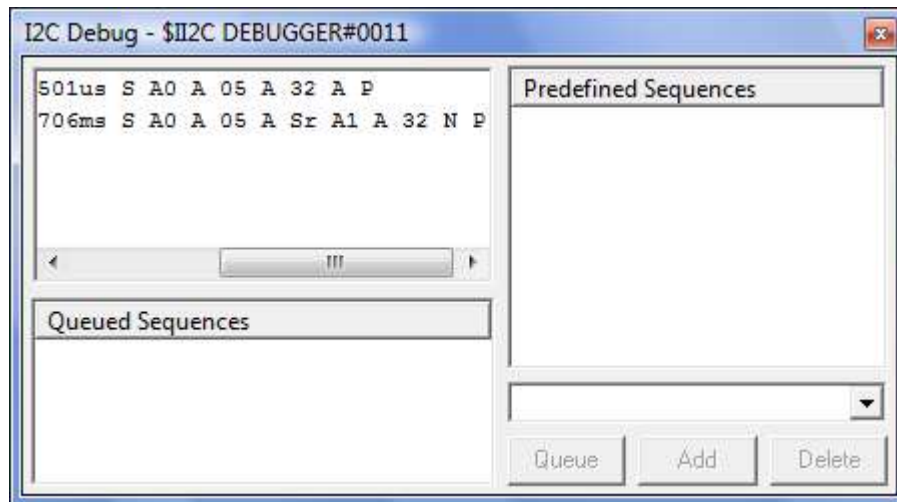 I2C Debug - $II2C DEBUGGER#0011
501us S A0 A 05 A 32 A P
706ms S A0 A 05 A Sr A1 A 32 N P
Queued Sequences
Predefined Sequences
Queue
Add
Delete